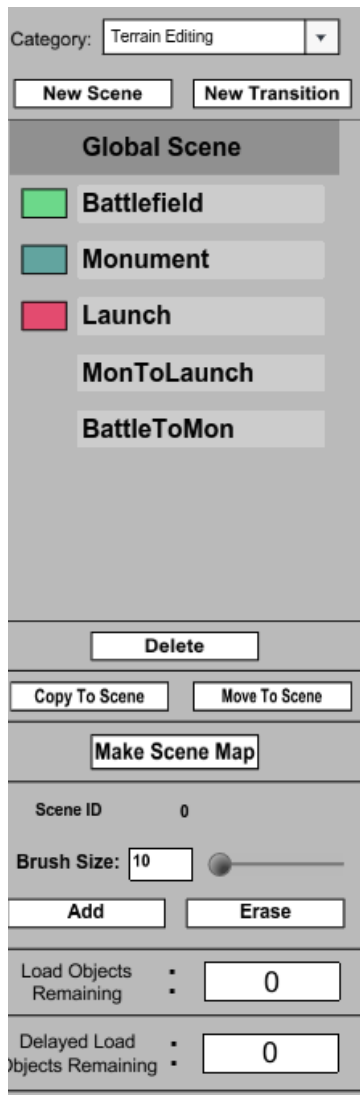 Category: Terrain Editing
New Scene New Transition
Global Scene
Battlefield
Monument
Launch
MonToLaunch
BattleToMon
Delete
Copy To Scene Move To Scene
Make Scene Map
Scene ID 0
Brush Size: 10
Add Erase
Load Objects
Remaining : 0
Delayed Load
bjects Remaining : 0